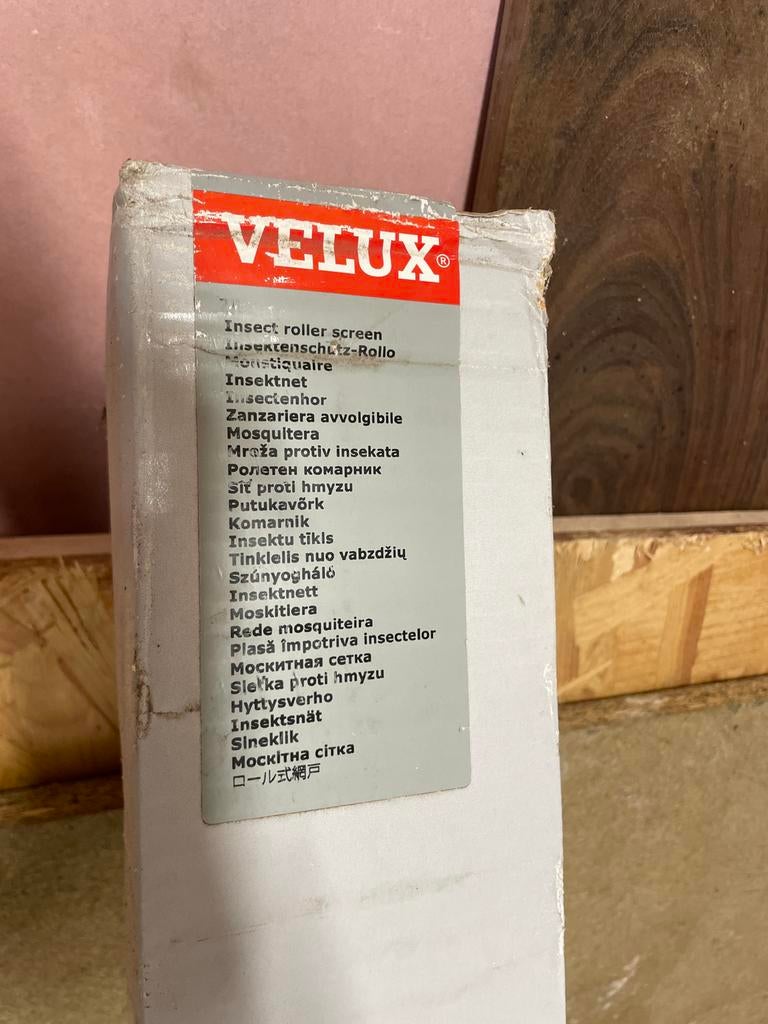 VELUX®
Insect roller screen
Insektenschutz-Rollo
Moustiquaire
Insektnet
Insectenhor
Zanzariera avvolgibile
Mosquitera
Mreža protiv insekata
Ролетен комарник
Síť proti hmyzu
Putukavõrk
Komarnik
Insektu tīkls
Tinklelis nuo vabzdžių
Szúnyogháló
Insektnett
Moskitiera
Rede mosquiteira
Plasă împotriva insectelor
Москитная сетка
Sieťka proti hmyzu
Hyttysverho
Insektsnät
Sineklik
Москітна сітка
ロール式網戸